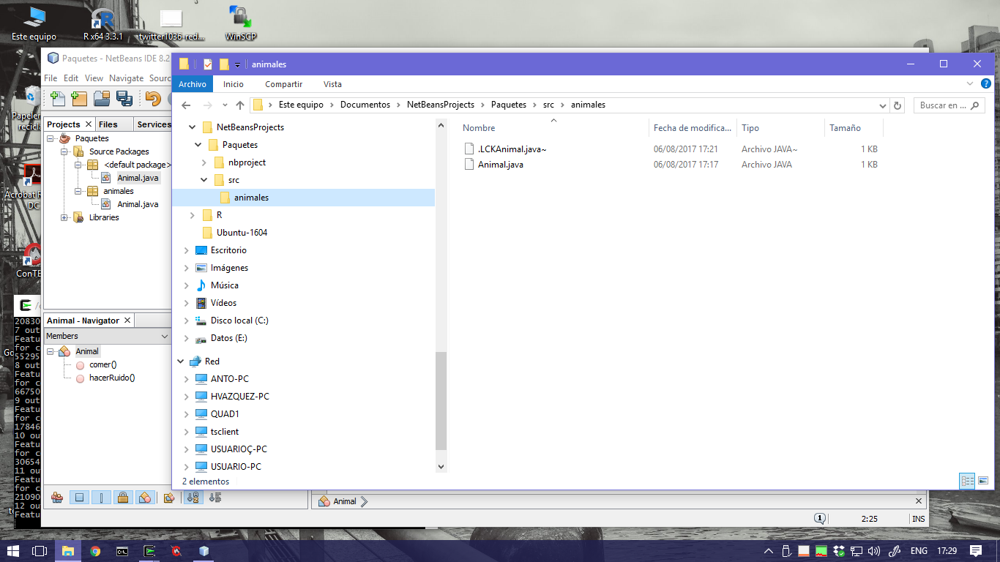 Este equipo
R x64 3.3.1
twitter1036-red...
WinSCP
Paquetes - NetBeans IDE 8.2
File Edit View Navigate Sourc
Papeler
recicla
Acrobat R
DC
ConTE
Projects
Files
Services
Paquetes
Source Packages
<default package>
Animal.java
animales
Animal.java
Libraries
Animal - Navigator
Members
Animal
comer()
hacerRuido()
20830
7 out
Featu
for c
55295
8 out
Featu
for c
66750
9 out
Featu
for c
17846
10 ou
Featu
for c
30654
11 ou
Featu
for c
21090
12 ou
Featu
animales
Archivo Inicio Compartir Vista
Este equipo > Documentos > NetBeansProjects > Paquetes > src > animales
Buscar en ...
NetBeansProjects
Paquetes
nbproject
src
animales
R
Ubuntu-1604
Escritorio
Imágenes
Música
Vídeos
Disco local (C:)
Datos (E:)
Red
ANTO-PC
HVAZQUEZ-PC
QUAD1
tsclient
USUARIOÇ-PC
USUARIO-PC
Nombre Fecha de modifica... Tipo Tamaño
.LCKAnimal.java~ 06/08/2017 17:21 Archivo JAVA~ 1 KB
Animal.java 06/08/2017 17:17 Archivo JAVA 1 KB
2 elementos
Animal
1
2:25
INS
ENG
17:29